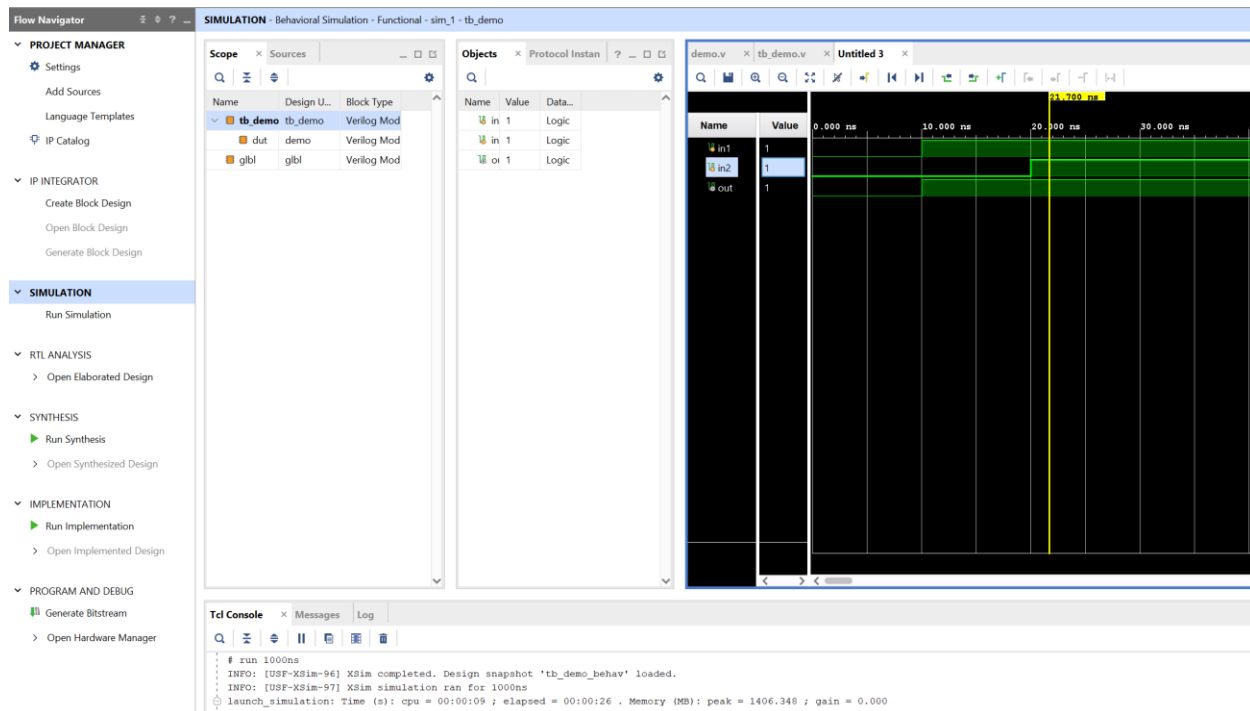 Flow Navigator ? _
PROJECT MANAGER
Settings
Add Sources
Language Templates
IP Catalog
IP INTEGRATOR
Create Block Design
Open Block Design
Generate Block Design
SIMULATION
Run Simulation
RTL ANALYSIS
Open Elaborated Design
SYNTHESIS
Run Synthesis
Open Synthesized Design
IMPLEMENTATION
Run Implementation
Open Implemented Design
PROGRAM AND DEBUG
Generate Bitstream
Open Hardware Manager
SIMULATION - Behavioral Simulation - Functional - sim_1 - tb_demo
Scope × Sources
Name Design U... Block Type
tb_demo tb_demo Verilog Mod
dut demo Verilog Mod
glbl glbl Verilog Mod
Objects × Protocol Instan ?
Name Value Data...
in 1 Logic
in 1 Logic
1 Logic
demo.v × tb_demo.v × Untitled 3 ×
21.700 ns
Name Value 0.000 ns 10.000 ns 20.000 ns 30.000 ns
in1 1
in2 1
out 1
Tcl Console × Messages Log
# run 1000ns
INFO: [USF-XSim-96] XSim completed. Design snapshot 'tb_demo_behav' loaded.
INFO: [USF-XSim-97] XSim simulation ran for 1000ns
launch_simulation: Time (s): cpu = 00:00:09 ; elapsed = 00:00:26 . Memory (MB): peak = 1406.348 ; gain = 0.000